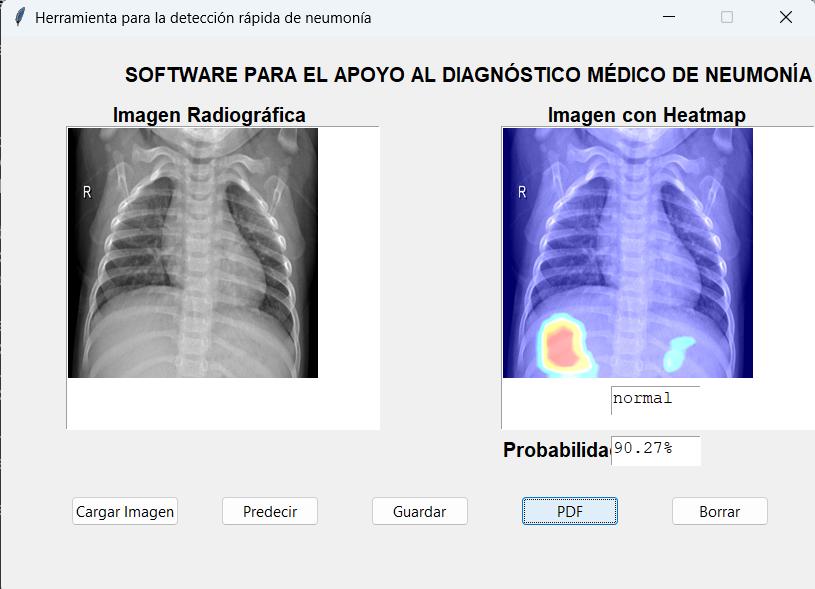 Herramienta para la detección rápida de neumonía
SOFTWARE PARA EL APOYO AL DIAGNÓSTICO MÉDICO DE NEUMONÍA
Imagen Radiográfica
Imagen con Heatmap
R
R
normal
Probabilidad 90.27%
Cargar Imagen
Predecir
Guardar
PDF
Borrar